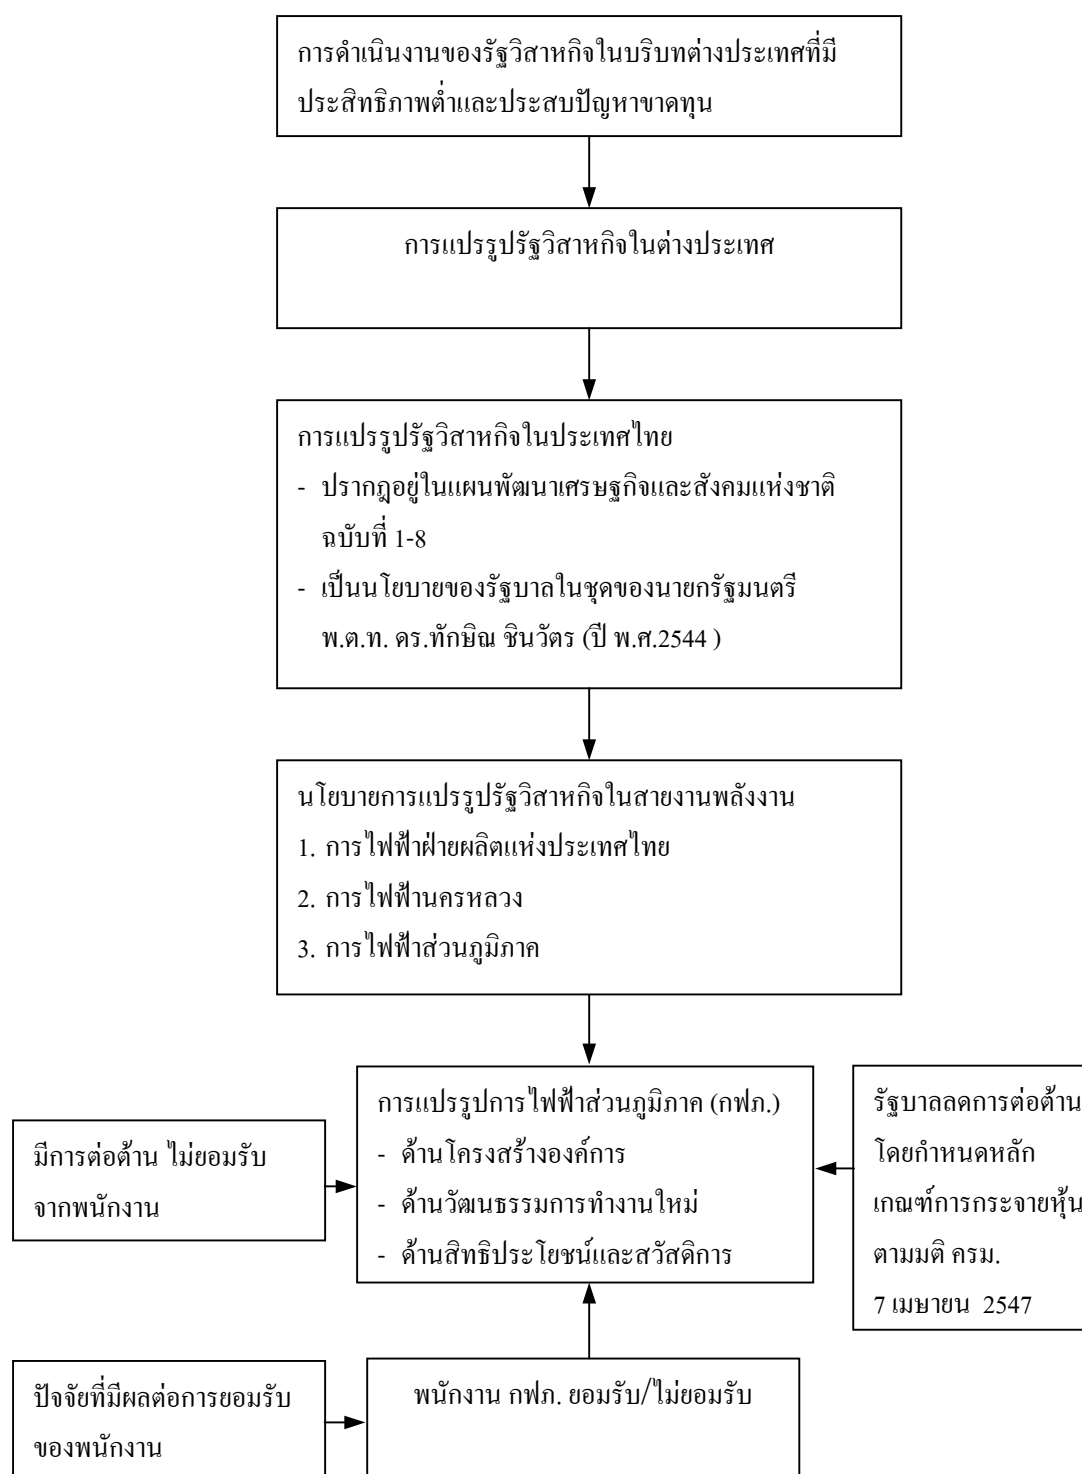 การดำเนินงานของรัฐวิสาหกิจในบริบทต่างประเทศที่มี
ประสิทธิภาพต่ำและประสบปัญหาขาดทุน
การแปรรูปรัฐวิสาหกิจในต่างประเทศ
การแปรรูปรัฐวิสาหกิจในประเทศไทย
- ปรากฎอยู่ในแผนพัฒนาเศรษฐกิจและสังคมแห่งชาติ
ฉบับที่ 1-8
- เป็นนโยบายของรัฐบาลในชุดของนายกรัฐมนตรี
พ.ต.ท. ดร.ทักษิณ ชินวัตร (ปี พ.ศ.2544 )
นโยบายการแปรรูปรัฐวิสาหกิจในสายงานพลังงาน
1. การไฟฟ้าฝ่ายผลิตแห่งประเทศไทย
2. การไฟฟ้านครหลวง
3. การไฟฟ้าส่วนภูมิภาค
การแปรรูปการไฟฟ้าส่วนภูมิภาค (กฟภ.)
- ด้านโครงสร้างองค์การ
- ด้านวัฒนธรรมการทำงานใหม่
- ด้านสิทธิประโยชน์และสวัสดิการ
มีการต่อต้าน ไม่ยอมรับ
จากพนักงาน
รัฐบาลลดการต่อต้าน
โดยกำหนดหลัก
เกณฑ์การกระจายหุ้น
ตามมติ ครม.
7 เมษายน 2547
ปัจจัยที่มีผลต่อการยอมรับ
ของพนักงาน
พนักงาน กฟภ. ยอมรับ/ไม่ยอมรับ